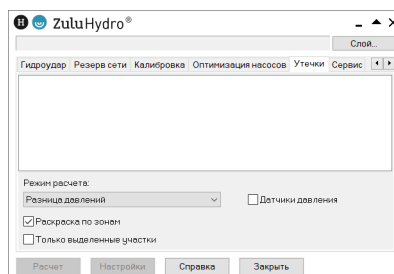 ZuluHydro®
Слой...
Гидроудар Резерв сети Калибровка Оптимизация насосов Утечки Сервис
Режим расчета:
Разница давлений
Датчики давления
Раскраска по зонам
Только выделенные участки
Расчет Настройки Справка Закрыть